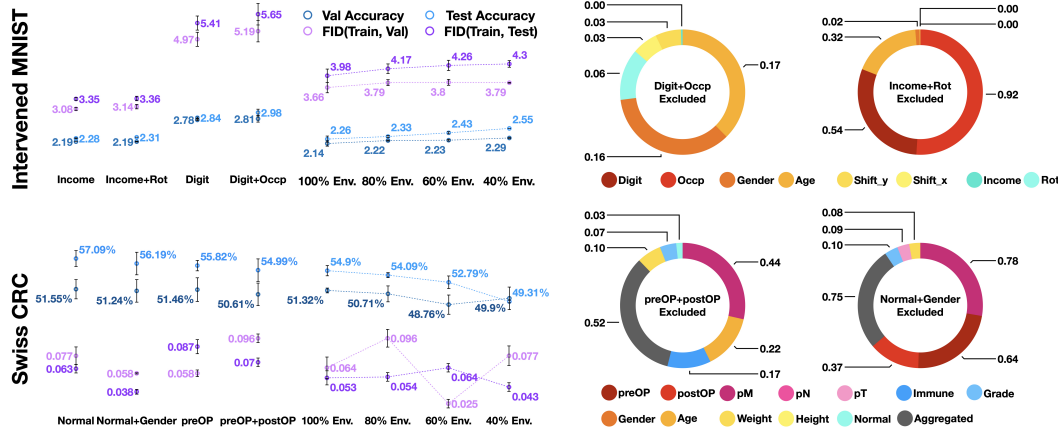 Intervened MNIST
Val Accuracy
Test Accuracy
FID(Train, Val)
FID(Train, Test)
3.35
3.08
2.19 2.28
3.36
3.14
2.19 2.31
5.41
4.97
2.78 2.84
5.65
5.19
2.81 2.98
3.98
4.17
4.26
4.3
3.66
3.79
3.8
3.79
2.26
2.33
2.43
2.55
2.14
2.22
2.23
2.29
Income
Income+Rot
Digit
Digit+Occp
100% Env.
80% Env.
60% Env.
40% Env.
0.00
0.03
0.03
0.06
0.16
0.17
Digit+Occp
Excluded
0.00
0.00
0.02
0.32
0.54
0.92
Income+Rot
Excluded
Digit
Occp
Gender
Age
Shift_y
Shift_x
Income
Rot
Swiss CRC
57.09%
56.19%
55.82%
54.99%
54.9%
54.09%
52.79%
49.31%
51.55%
51.24%
51.46%
50.61%
51.32%
50.71%
48.76%
49.9%
0.077
0.063
0.058
0.038
0.087
0.058
0.096
0.07
0.064
0.053
0.096
0.054
0.064
0.025
0.077
0.043
Normal
Normal+Gender
preOP
preOP+postOP
100% Env.
80% Env.
60% Env.
40% Env.
0.03
0.07
0.10
0.52
0.44
0.22
0.17
preOP+postOP
Excluded
0.08
0.09
0.10
0.75
0.37
0.78
0.64
Normal+Gender
Excluded
preOP
postOP
pM
pN
pT
Immune
Grade
Gender
Age
Weight
Height
Normal
Aggregated